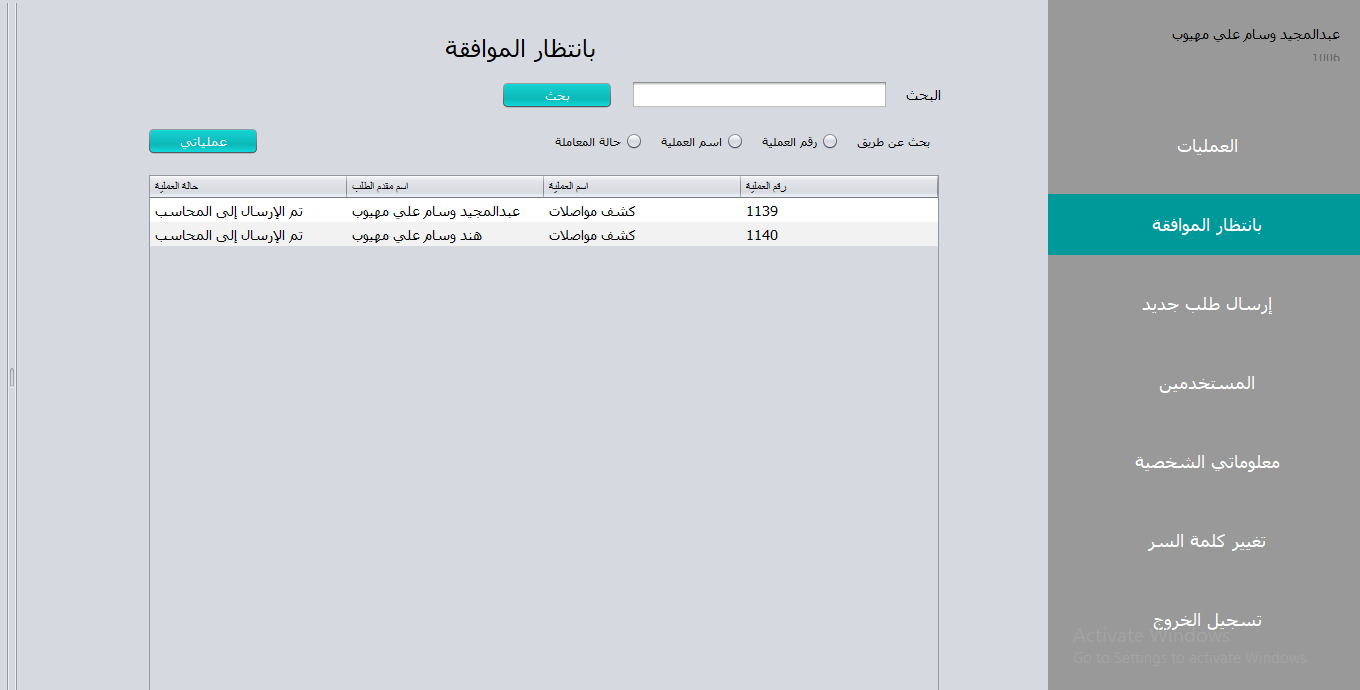 عبدالمجيد وسام علي مهيوب
1006
العمليات
بانتظار الموافقة
إرسال طلب جديد
المستخدمين
معلوماتي الشخصية
تغيير كلمة السر
تسجيل الخروج
Activate Windows
Go to Settings to activate Windows.
بانتظار الموافقة
البحث
بحث
بحث عن طريق رقم العملية اسم العملية حالة المعاملة
عملياتي
رقم العملية اسم العملية اسم مقدم الطلب حالة العملية
1139 كشف مواصلات عبدالمجيد وسام علي مهيوب تم الإرسال إلى المحاسب
1140 كشف مواصلات هند وسام علي مهيوب تم الإرسال إلى المحاسب